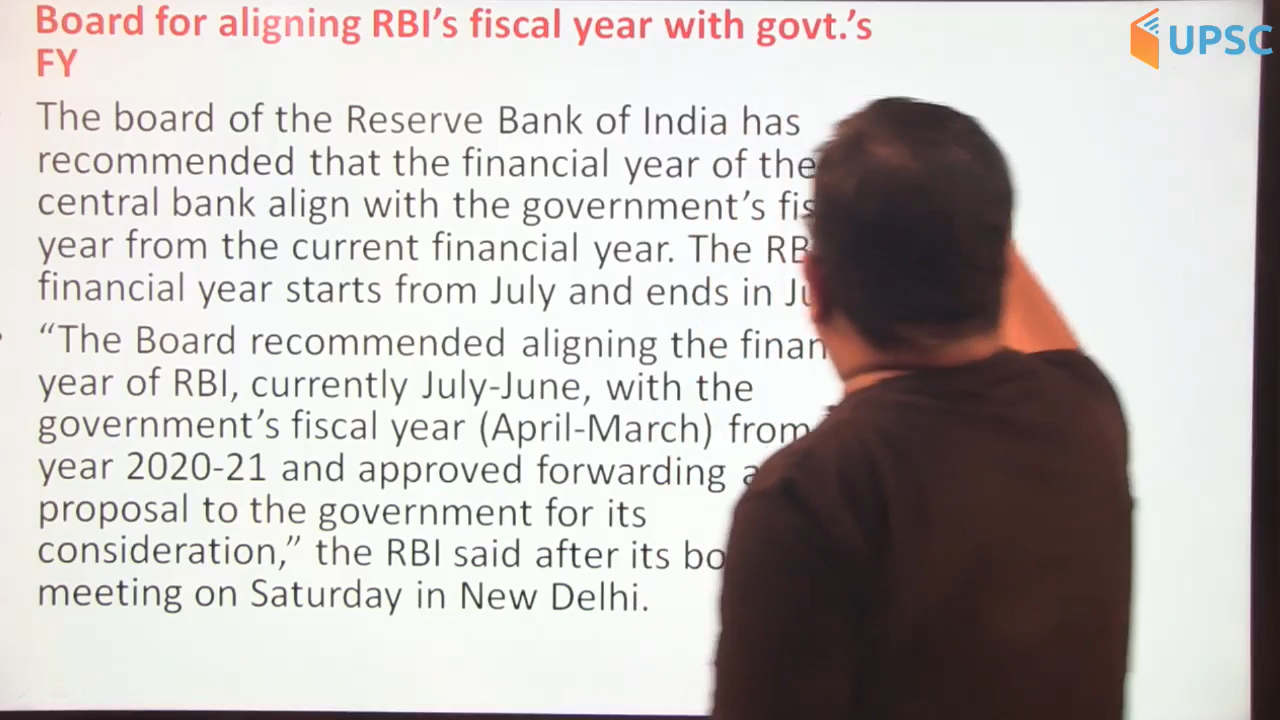 Board for aligning RBI’s fiscal year with govt.’s
FY
UPSC
The board of the Reserve Bank of India has
recommended that the financial year of the
central bank align with the government’s
year from the current financial year. The
financial year starts from July and ends in
“The Board recommended aligning the
year of RBI, currently July-June, with the
government’s fiscal year (April-March) from
year 2020-21 and approved forwarding
proposal to the government for its
consideration,” the RBI said after its
meeting on Saturday in New Delhi.